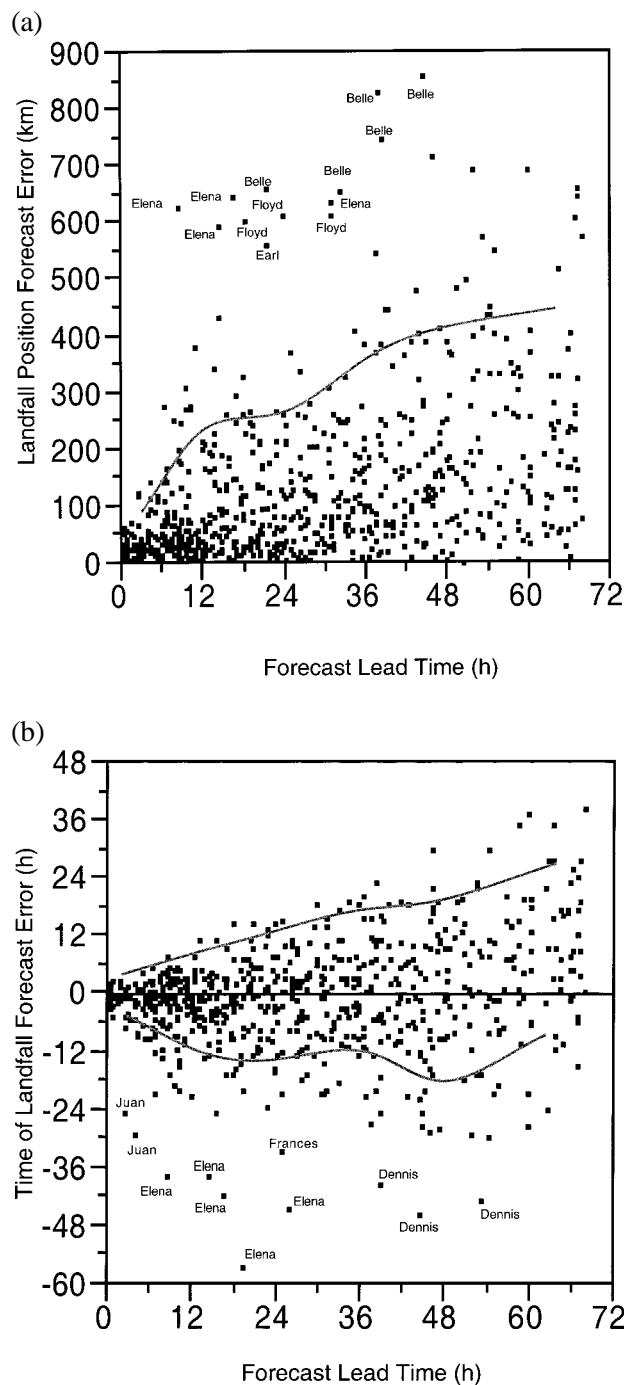 (a)
900
800
700
600
500
400
300
200
100
0
Landfall Position Forecast Error (km)
Belle
Belle
Belle
Belle
Belle
Elena
Elena
Elena
Floyd
Elena
Floyd
Floyd
Earl
0 12 24 36 48 60 72
Forecast Lead Time (h)
(b)
48
36
24
12
0
-12
-24
-36
-48
-60
Time of Landfall Forecast Error (h)
Juan
Juan
Frances
Elena
Elena
Dennis
Elena
Elena
Dennis
Dennis
Elena
0 12 24 36 48 60 72
Forecast Lead Time (h)